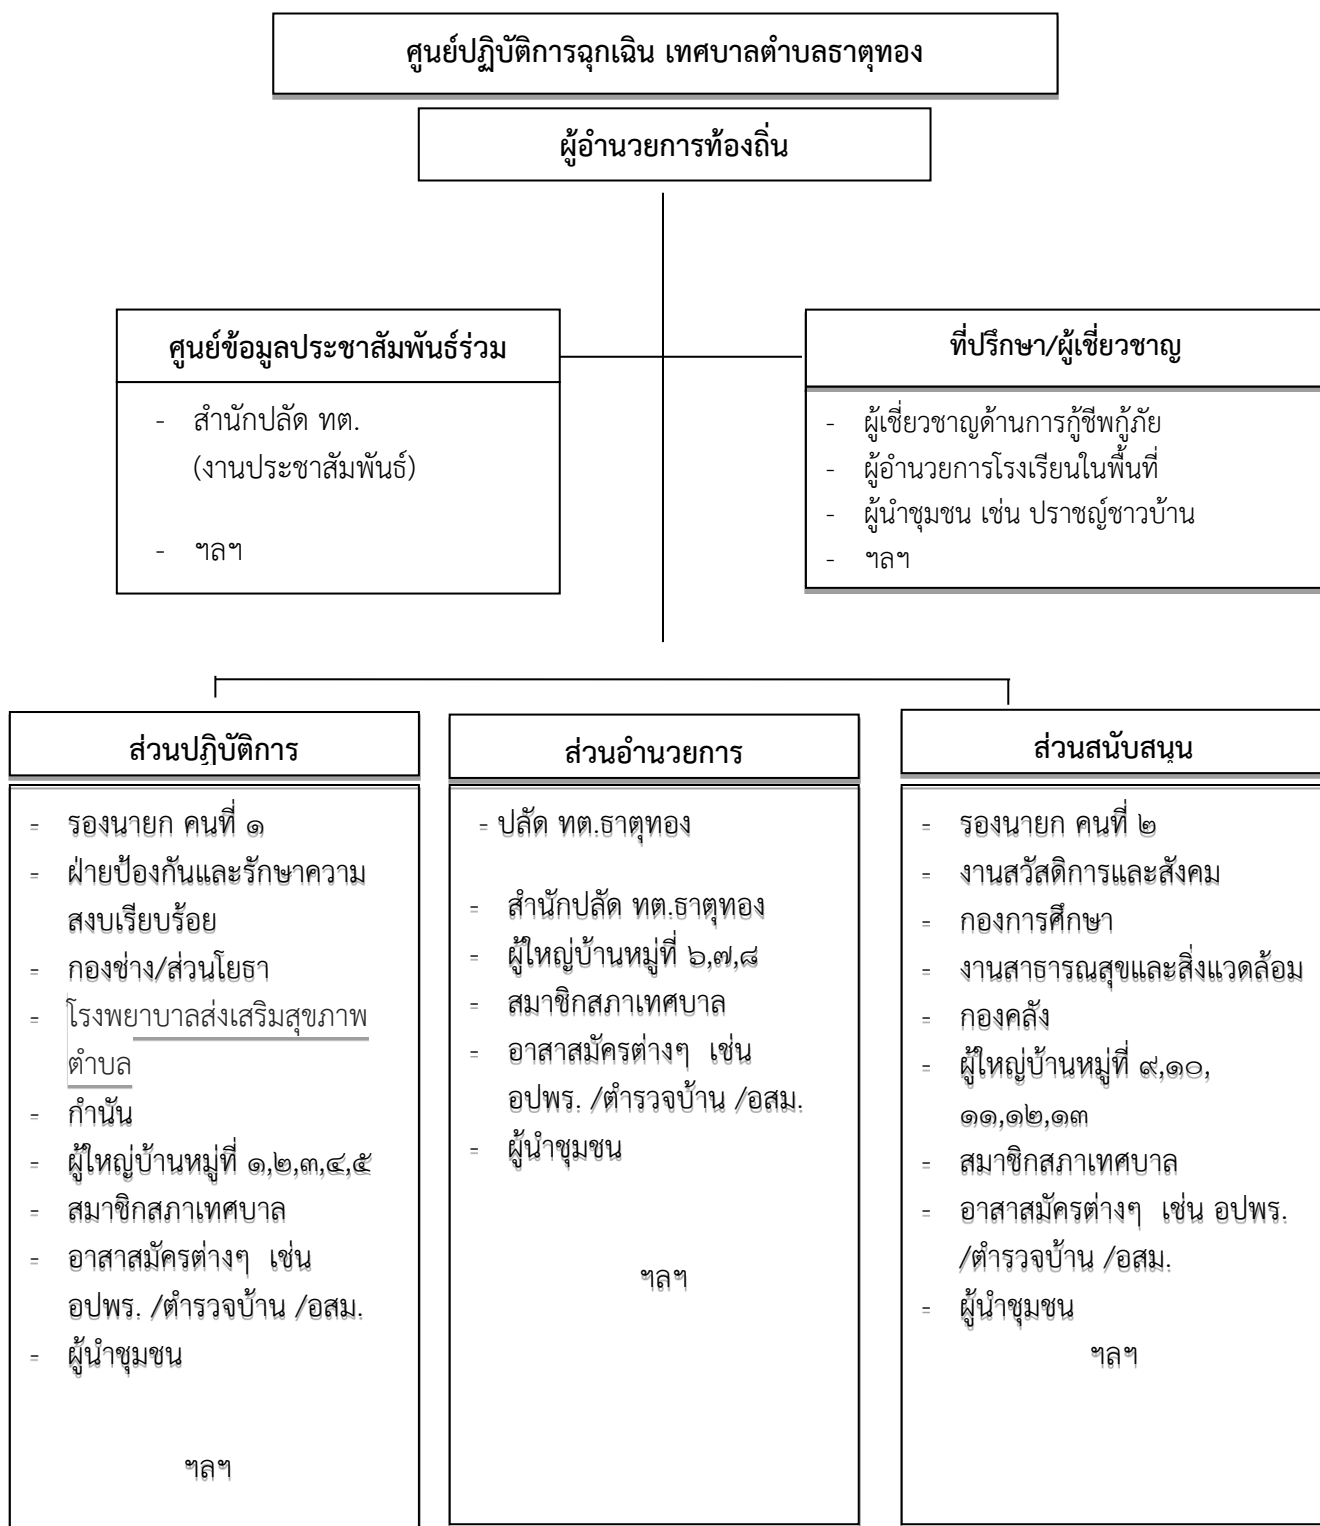 ศูนย์ปฏิบัติการฉุกเฉิน เทศบาลตำบลธาตุทอง
ผู้อำนวยการท้องถิ่น
ศูนย์ข้อมูลประชาสัมพันธ์ร่วม
- สำนักปลัด ทต.
(งานประชาสัมพันธ์)
- ฯลฯ
ที่ปรึกษา/ผู้เชี่ยวชาญ
- ผู้เชี่ยวชาญด้านการกู้ชีพกู้ภัย
- ผู้อำนวยการโรงเรียนในพื้นที่
- ผู้นำชุมชน เช่น ปราชญ์ชาวบ้าน
- ฯลฯ
ส่วนปฏิบัติการ
- รองนายก คนที่ ๑
- ฝ่ายป้องกันและรักษาความ
สงบเรียบร้อย
- กองช่าง/ส่วนโยธา
- โรงพยาบาลส่งเสริมสุขภาพ
ตำบล
- กำนัน
- ผู้ใหญ่บ้านหมู่ที่ ๑,๒,๓,๔,๕
- สมาชิกสภาเทศบาล
- อาสาสมัครต่างๆ เช่น
อปพร. /ตำรวจบ้าน /อสม.
- ผู้นำชุมชน
ฯลฯ
ส่วนอำนวยการ
- ปลัด ทต.ธาตุทอง
- สำนักปลัด ทต.ธาตุทอง
- ผู้ใหญ่บ้านหมู่ที่ ๖,๗,๘
- สมาชิกสภาเทศบาล
- อาสาสมัครต่างๆ เช่น
อปพร. /ตำรวจบ้าน /อสม.
- ผู้นำชุมชน
ฯลฯ
ส่วนสนับสนุน
- รองนายก คนที่ ๒
- งานสวัสดิการและสังคม
- กองการศึกษา
- งานสาธารณสุขและสิ่งแวดล้อม
- กองคลัง
- ผู้ใหญ่บ้านหมู่ที่ ๙,๑๐,
๑๑,๑๒,๑๓
- สมาชิกสภาเทศบาล
- อาสาสมัครต่างๆ เช่น อปพร.
/ตำรวจบ้าน /อสม.
- ผู้นำชุมชน
ฯลฯ